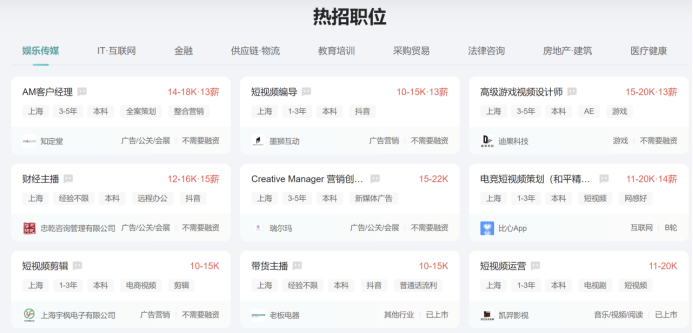 热招职位
娱乐传媒 IT·互联网 金融 供应链·物流 教育培训 采购贸易 法律咨询 房地产·建筑 医疗健康
AM客户经理 14-18K·13薪
上海 3-5年 本科 全案策划 整合营销
知定堂 广告/公关/会展 不需要融资
短视频编导 10-15K·13薪
上海 1-3年 本科 抖音
墨狮互动 广告营销 不需要融资
高级游戏视频设计师 15-20K·13薪
上海 3-5年 本科 AE 游戏
迪果科技 游戏 不需要融资
财经主播 12-16K·15薪
上海 经验不限 本科 远程办公 抖音
忠乾咨询管理有限公司 广告/公关/会展 不需要融资
Creative Manager 营销创... 15-22K
上海 3-5年 本科 新媒体广告
瑞尔玛 广告/公关/会展 不需要融资
电竞短视频策划（和平精... 11-20K·14薪
上海 1-3年 本科 短视频 网感好
比心App 互联网 B轮
短视频剪辑 10-15K
上海 1-3年 本科 电商视频 剪辑
上海宇枫电子有限公司 广告营销 不需要融资
带货主播 10-15K
上海 经验不限 本科 抖音 普通话流利
老板电器 其他行业 已上市
短视频运营 11-20K
上海 1-3年 本科 电视剧 短视频
凯羿影视 音乐/视频/阅读 已上市